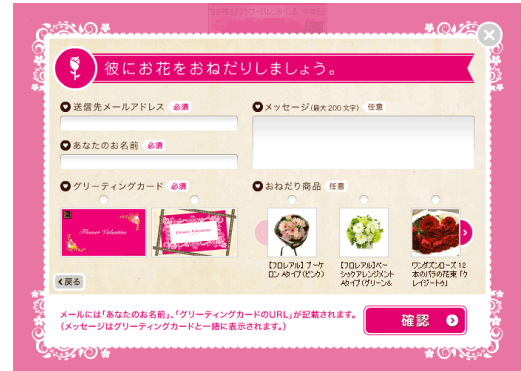 彼にお花をおねだりしましょう。
送信先メールアドレス 必須
メッセージ(最大200文字) 任意
あなたのお名前 必須
グリーティングカード 必須
おねだり商品 任意
Flower Valentine
Flower Valentine
【フロレアル】ブーケ
ロン Aタイプ(ピンク)
【フロレアル】ベー
シックアレンジメント
Aタイプ(グリーン&
ワンダズンローズ 12
本のバラの花束 「ク
レイジートゥ」
<戻る
メールには「あなたのお名前」、「グリーティングカードのURL」が記載されます。
(メッセージはグリーティングカードと一緒に表示されます。)
確認